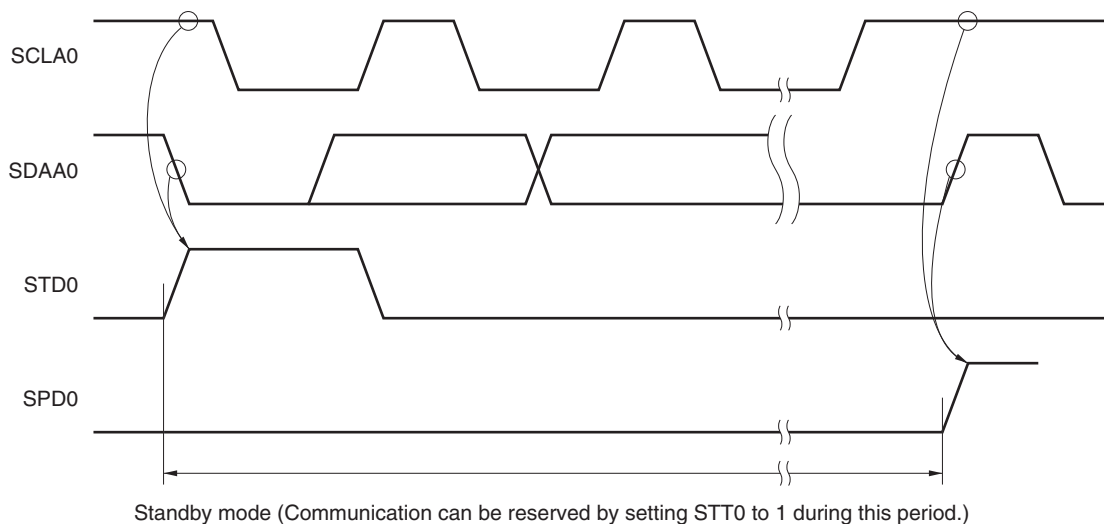 SCLA0
SDAA0
STD0
SPD0
Standby mode (Communication can be reserved by setting STT0 to 1 during this period.)